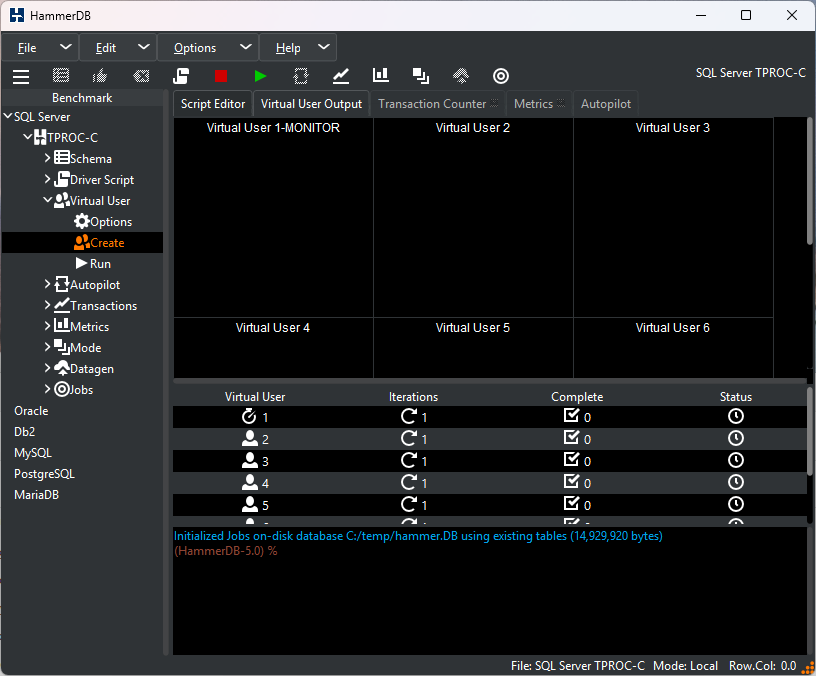 HammerDB
File Edit Options Help
SQL Server TPROC-C
Benchmark
SQL Server
TPROC-C
Schema
Driver Script
Virtual User
Options
Create
Run
Autopilot
Transactions
Metrics
Mode
Datagen
Jobs
Oracle
Db2
MySQL
PostgreSQL
MariaDB
Script Editor Virtual User Output Transaction Counter Metrics Autopilot
Virtual User 1-MONITOR Virtual User 2 Virtual User 3
Virtual User 4 Virtual User 5 Virtual User 6
Virtual User Iterations Complete Status
1 1 0
2 1 0
3 1 0
4 1 0
5 1 0
Initialized Jobs on-disk database C:/temp/hammer.DB using existing tables (14,929,920 bytes)
(HammerDB-5.0) %
File: SQL Server TPROC-C Mode: Local Row.Col: 0.0